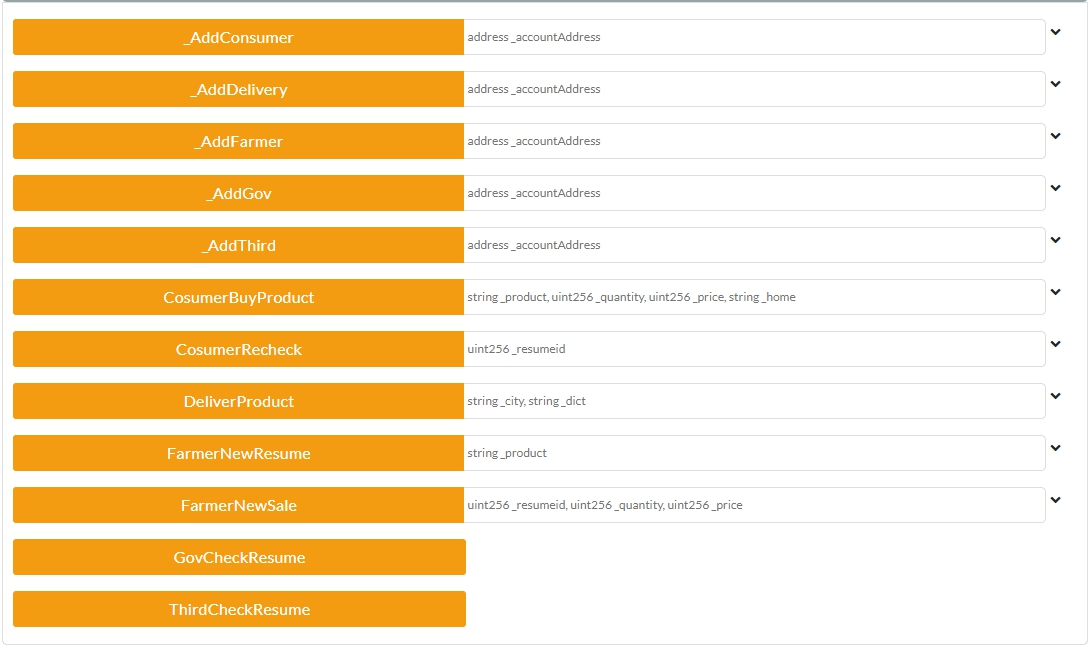 _AddConsumer address _accountAddress
_AddDelivery address _accountAddress
_AddFarmer address _accountAddress
_AddGov address _accountAddress
_AddThird address _accountAddress
CosumerBuyProduct string _product, uint256 _quantity, uint256 _price, string _home
CosumerRecheck uint256 _resumeid
DeliverProduct string _city, string _dict
FarmerNewResume string _product
FarmerNewSale uint256 _resumeid, uint256 _quantity, uint256 _price
GovCheckResume
ThirdCheckResume